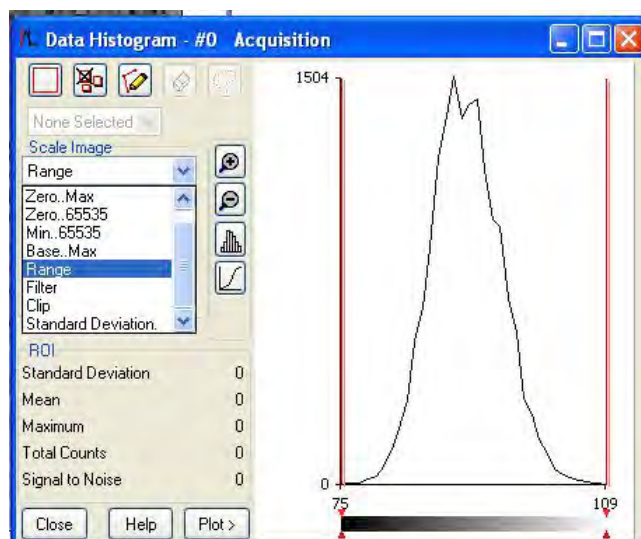 Data Histogram - #0 Acquisition
None Selected
Scale Image
Range
Zero..Max
Zero..65535
Min..65535
Base..Max
Range
Filter
Clip
Standard Deviation.
ROI
Standard Deviation 0
Mean 0
Maximum 0
Total Counts 0
Signal to Noise 0
Close Help Plot >
1504
0
75 109